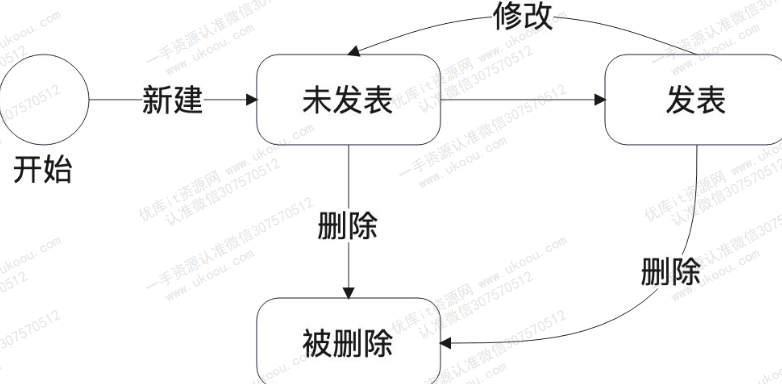 修改
新建
未发表
发表
开始
删除
删除
被删除
一手资源认准微信307570512
www.ukoou.com
优库it资源网 www.ukoou.com
认准微信307570512